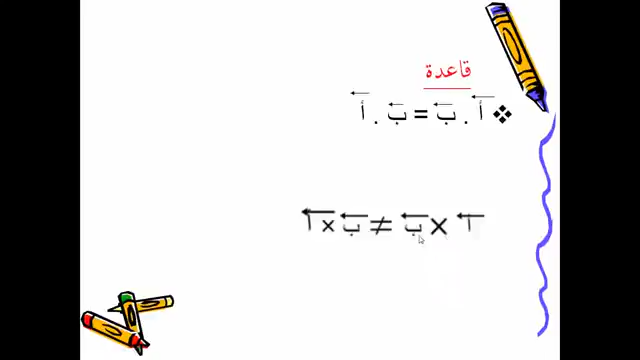 قاعدة
❖ أ . ب = ب . أ
أ × ب ≠ ب × أ